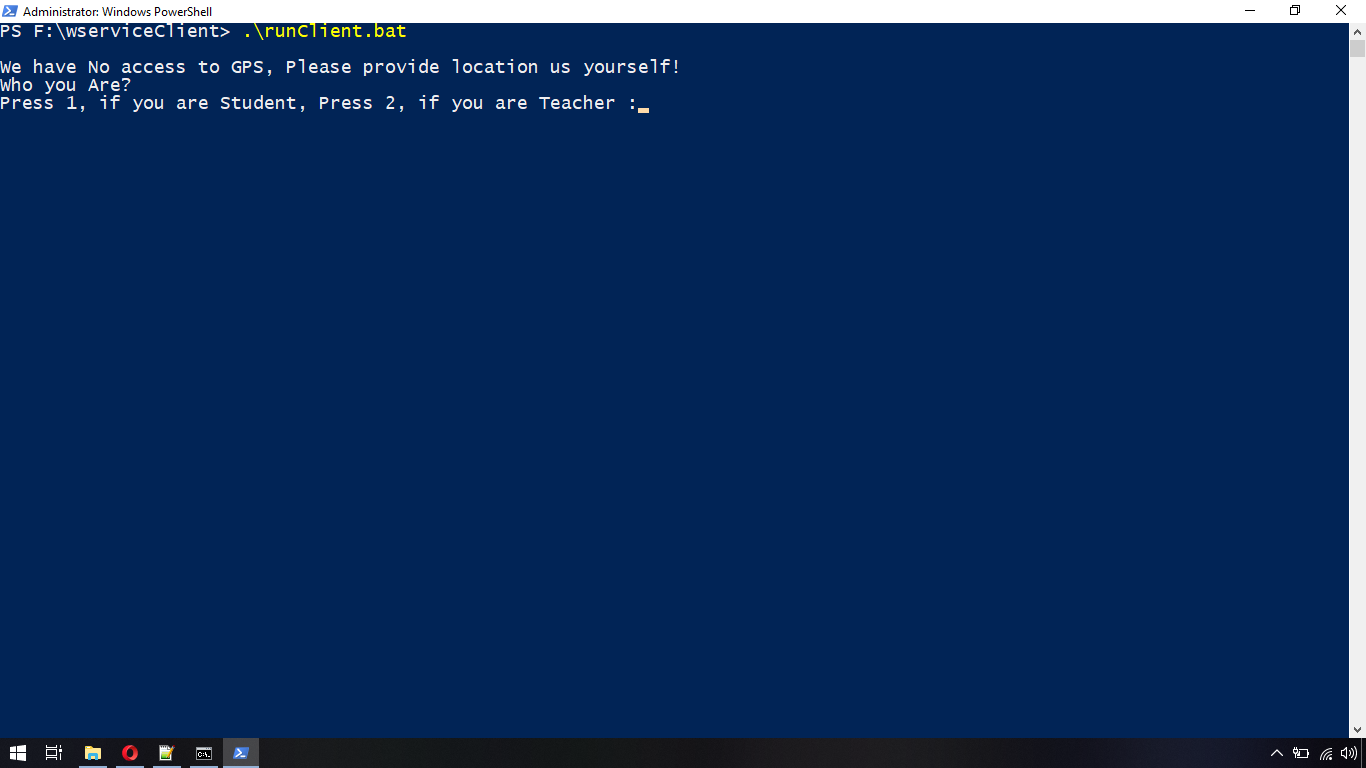 Administrator: Windows PowerShell
PS F:\wserviceClient> .\runClient.bat
We have No access to GPS, Please provide location us yourself!
Who you Are?
Press 1, if you are Student, Press 2, if you are Teacher :